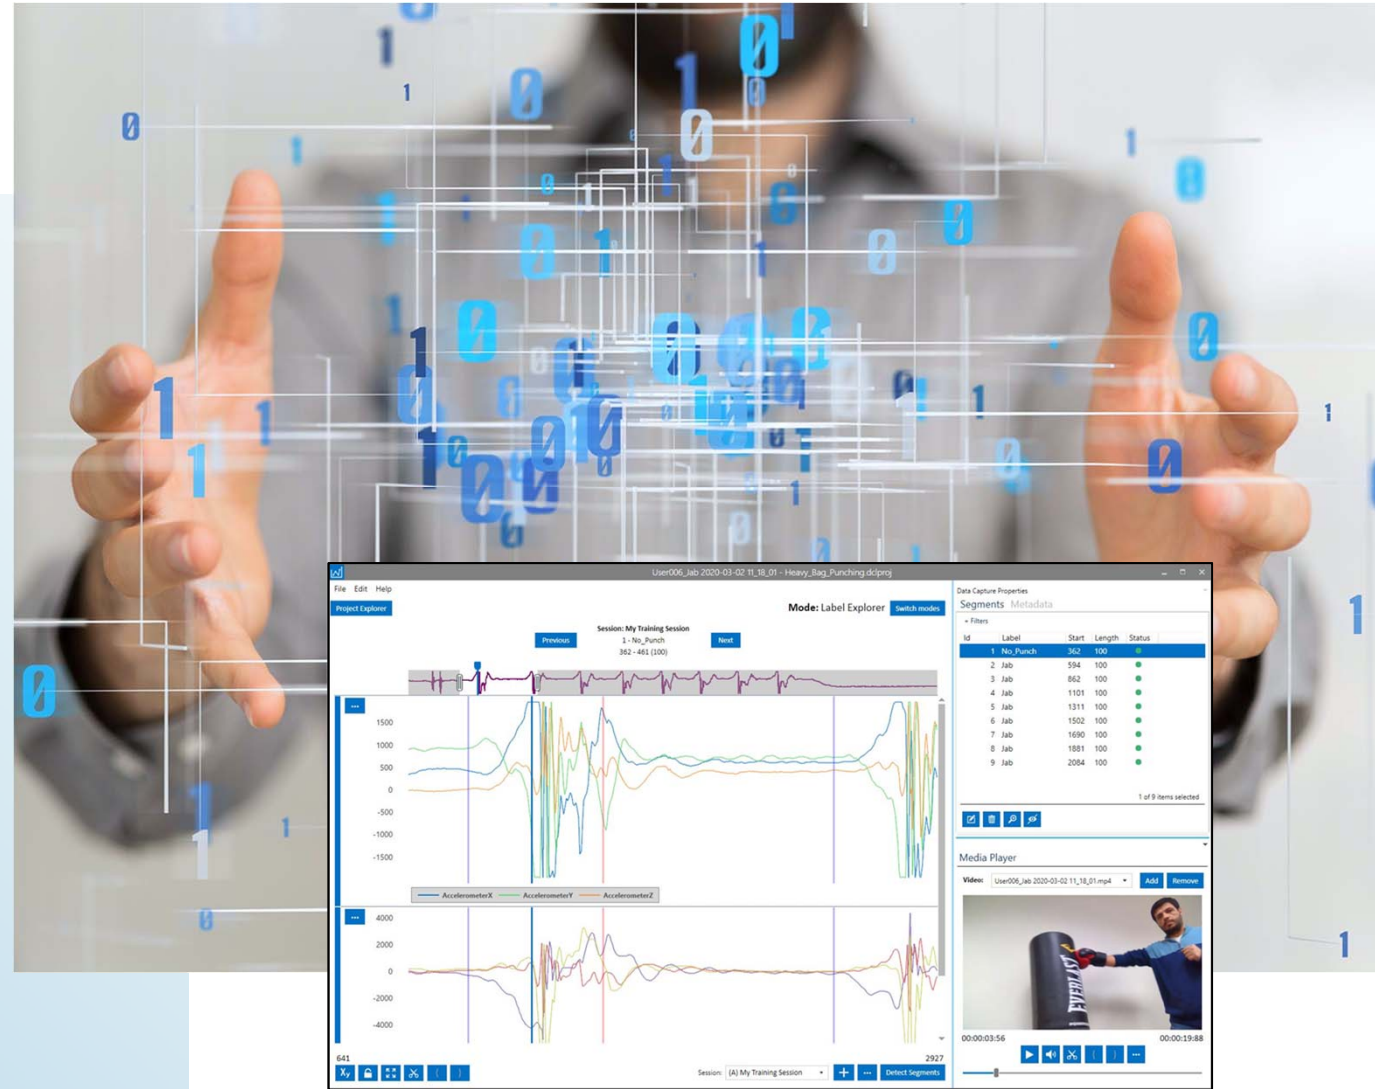 User006_Jab 2020-03-02 11_18_01 - Heavy_Bag_Punching.dclproj
File Edit Help
Project Explorer
Mode: Label Explorer Switch modes
Session: My Training Session
Previous 1 - No_Punch Next
362 - 461 (100)
1500
1000
500
0
-500
-1000
-1500
AccelerometerX AccelerometerY AccelerometerZ
4000
2000
0
-2000
-4000
641 2927
Session: (A) My Training Session Detect Segments
Data Capture Properties
Segments Metadata
Filters
Id Label Start Length Status
1 No_Punch 362 100
2 Jab 594 100
3 Jab 862 100
4 Jab 1101 100
5 Jab 1311 100
6 Jab 1502 100
7 Jab 1690 100
8 Jab 1881 100
9 Jab 2084 100
1 of 9 items selected
Media Player
Video: User006_Jab 2020-03-02 11_18_01.mp4 Add Remove
EVERLAST
00:00:03:56 00:00:19:88